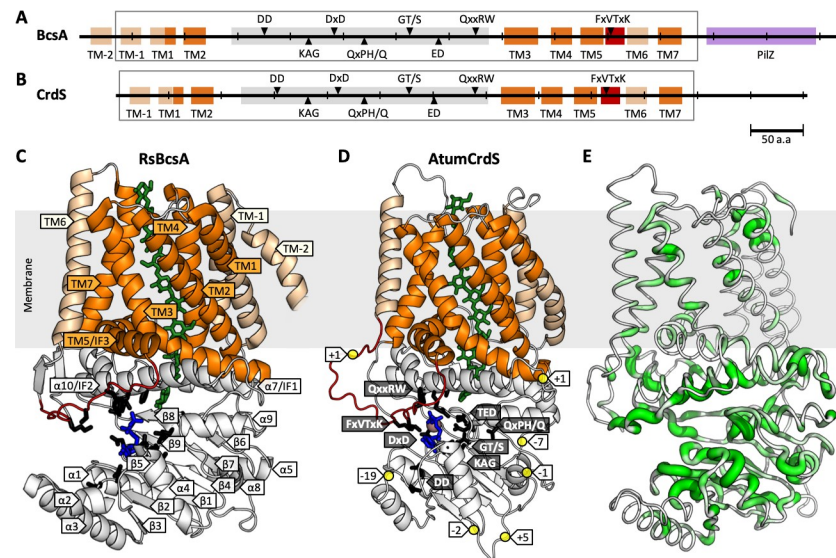 A
DD DxD GT/S QxxRW FxVTxK
BcsA
KAG QxPH/Q ED
TM-2 TM-1 TM1 TM2 TM3 TM4 TM5 TM6 TM7 PilZ
B
DD DxD GT/S QxxRW FxVTxK
CrdS
KAG QxPH/Q ED
TM-1 TM1 TM2 TM3 TM4 TM5 TM6 TM7
50 a.a
C RsBcsA
Membrane
TM6
TM-1
TM4
TM-2
TM1
TM7
TM2
TM3
TM5/IF3
α10/IF2
α7/IF1
β8
α9
β9
β6
β5
β7
α5
α1
α4
β4
α8
α2
β1
β2
α3
β3
D AtumCrdS
+1
+1
QxxRW
TED
FxVTxK
QxPH/Q
DxD
-7
GT/S
KAG
-19
-1
DD
-2
+5
E